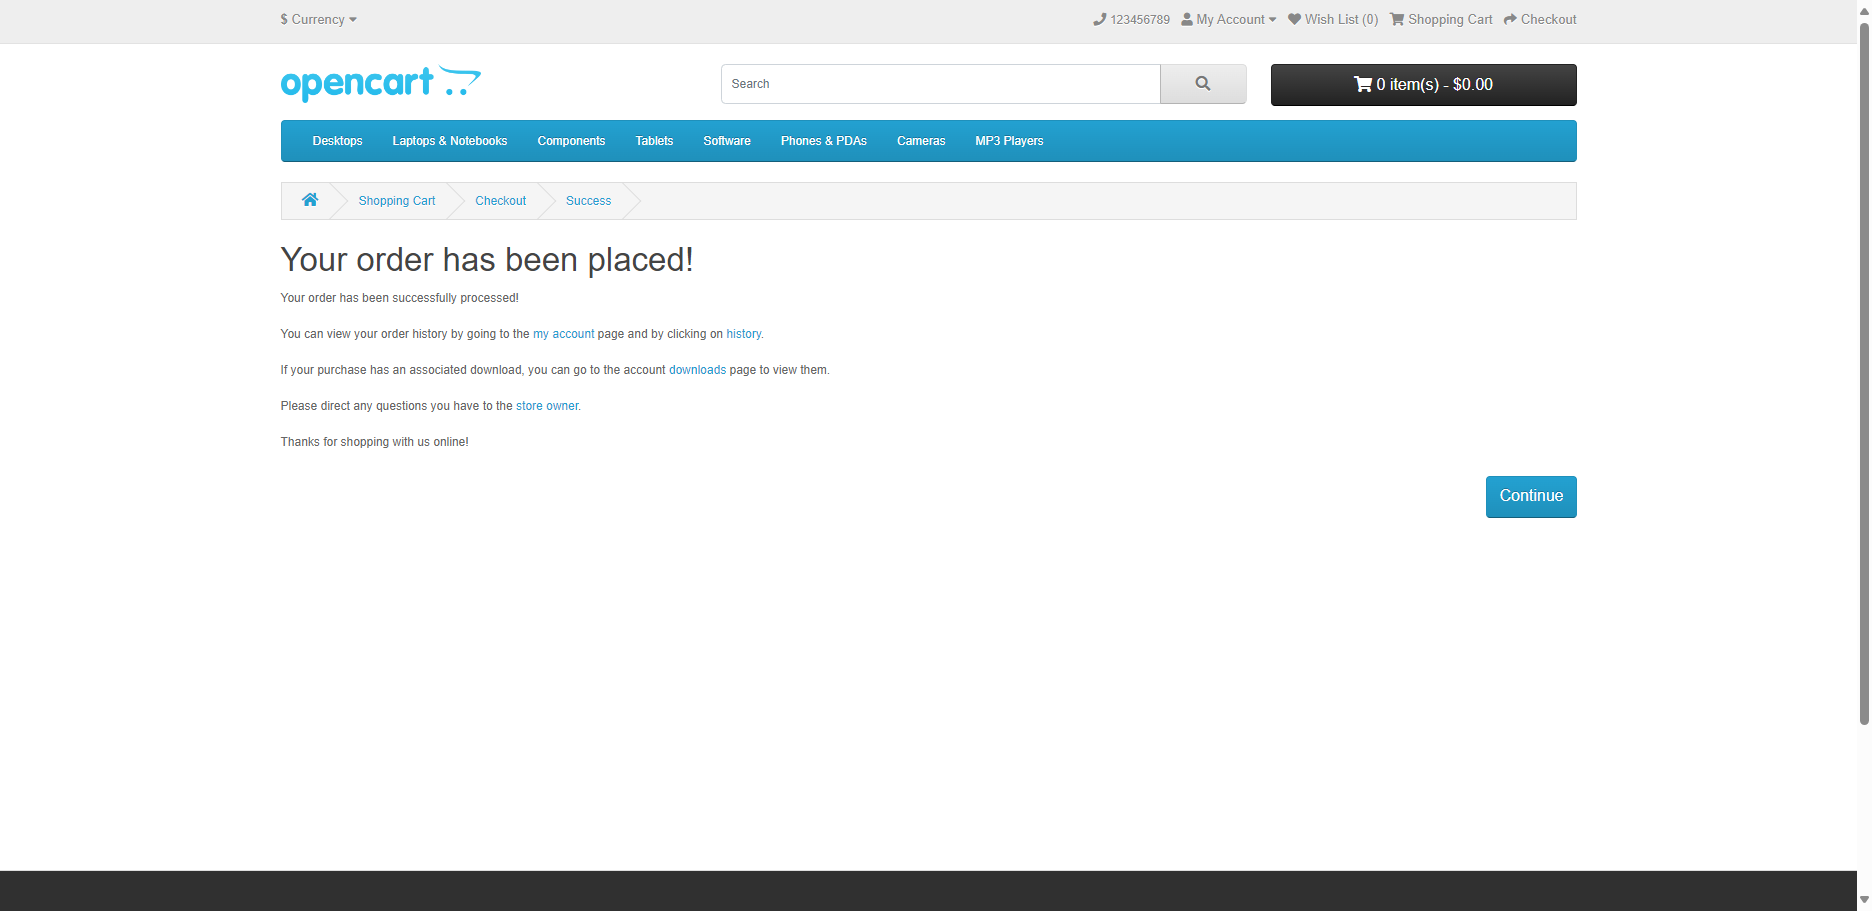 $ Currency
123456789 My Account Wish List (0) Shopping Cart Checkout
opencart
Search
0 item(s) - $0.00
Desktops Laptops & Notebooks Components Tablets Software Phones & PDAs Cameras MP3 Players
Shopping Cart Checkout Success
Your order has been placed!
Your order has been successfully processed!
You can view your order history by going to the my account page and by clicking on history.
If your purchase has an associated download, you can go to the account downloads page to view them.
Please direct any questions you have to the store owner.
Thanks for shopping with us online!
Continue